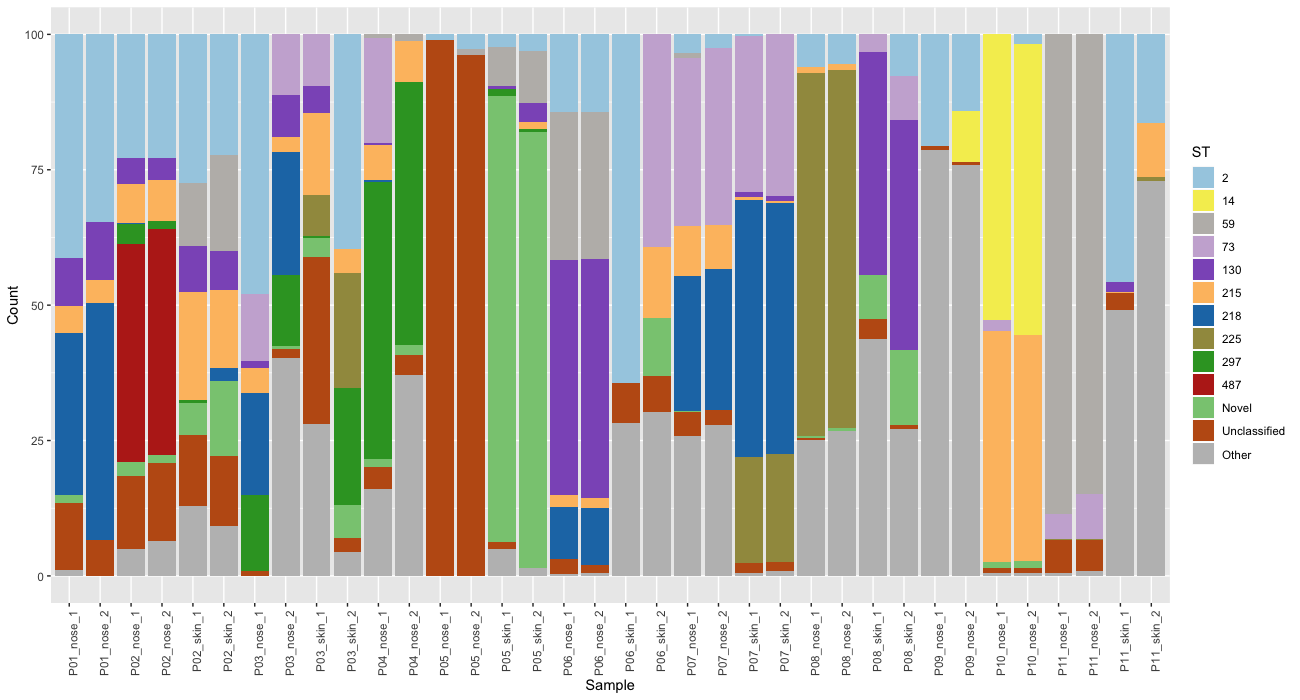 100
75
50
25
0
Count
P01_nose_1
P01_nose_2
P02_nose_1
P02_nose_2
P02_skin_1
P02_skin_2
P03_nose_1
P03_nose_2
P03_skin_1
P03_skin_2
P04_nose_1
P04_nose_2
P05_nose_1
P05_nose_2
P05_skin_1
P05_skin_2
P06_nose_1
P06_nose_2
P06_skin_1
P06_skin_2
P07_nose_1
P07_nose_2
P07_skin_1
P07_skin_2
P08_nose_1
P08_nose_2
P08_skin_1
P08_skin_2
P09_nose_1
P09_nose_2
P10_nose_1
P10_nose_2
P11_nose_1
P11_nose_2
P11_skin_1
P11_skin_2
Sample
ST
2
14
59
73
130
215
218
225
297
487
Novel
Unclassified
Other